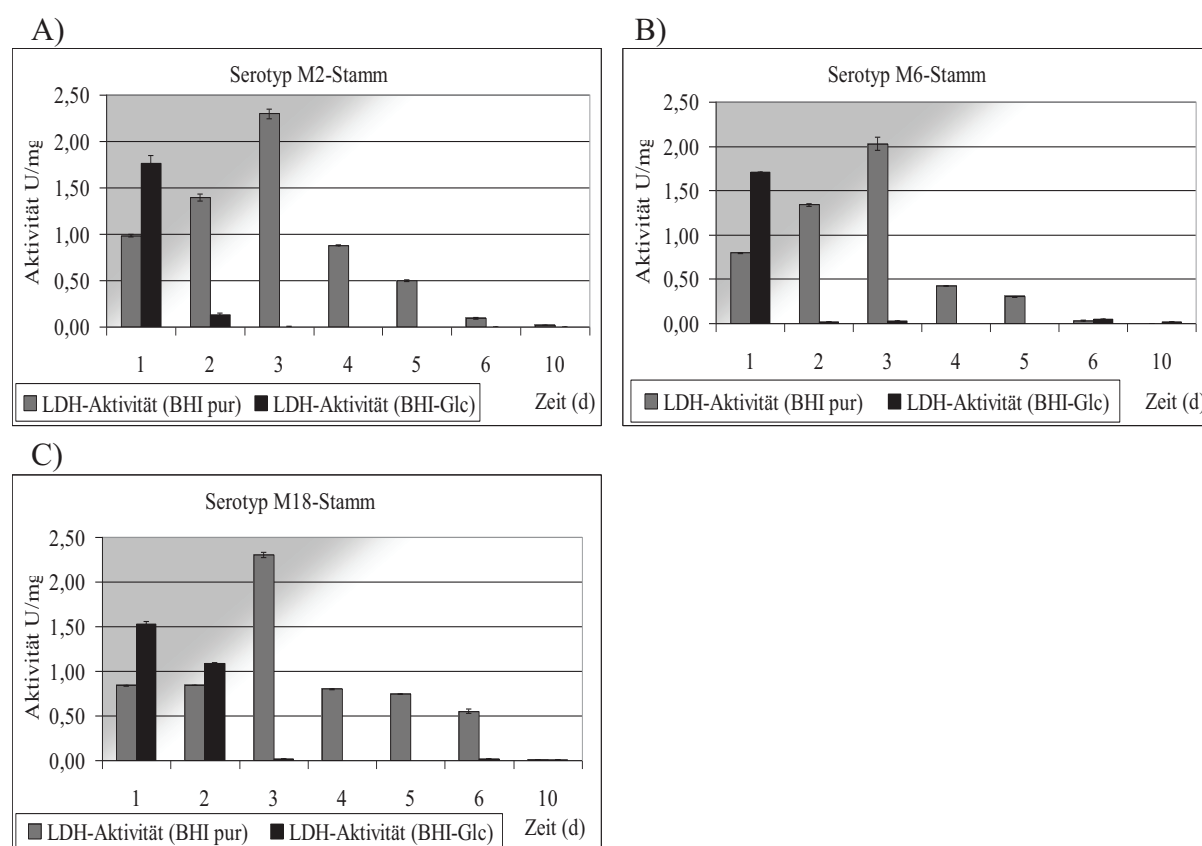 A)
Serotyp M2-Stamm
Aktivität U/mg
2,50
2,00
1,50
1,00
0,50
0,00
1 2 3 4 5 6 10
LDH-Aktivität (BHI pur) LDH-Aktivität (BHI-Glc) Zeit (d)
B)
Serotyp M6-Stamm
Aktivität U/mg
2,50
2,00
1,50
1,00
0,50
0,00
1 2 3 4 5 6 10
LDH-Aktivität (BHI pur) LDH-Aktivität (BHI-Glc) Zeit (d)
C)
Serotyp M18-Stamm
Aktivität U/mg
2,50
2,00
1,50
1,00
0,50
0,00
1 2 3 4 5 6 10
LDH-Aktivität (BHI pur) LDH-Aktivität (BHI-Glc) Zeit (d)